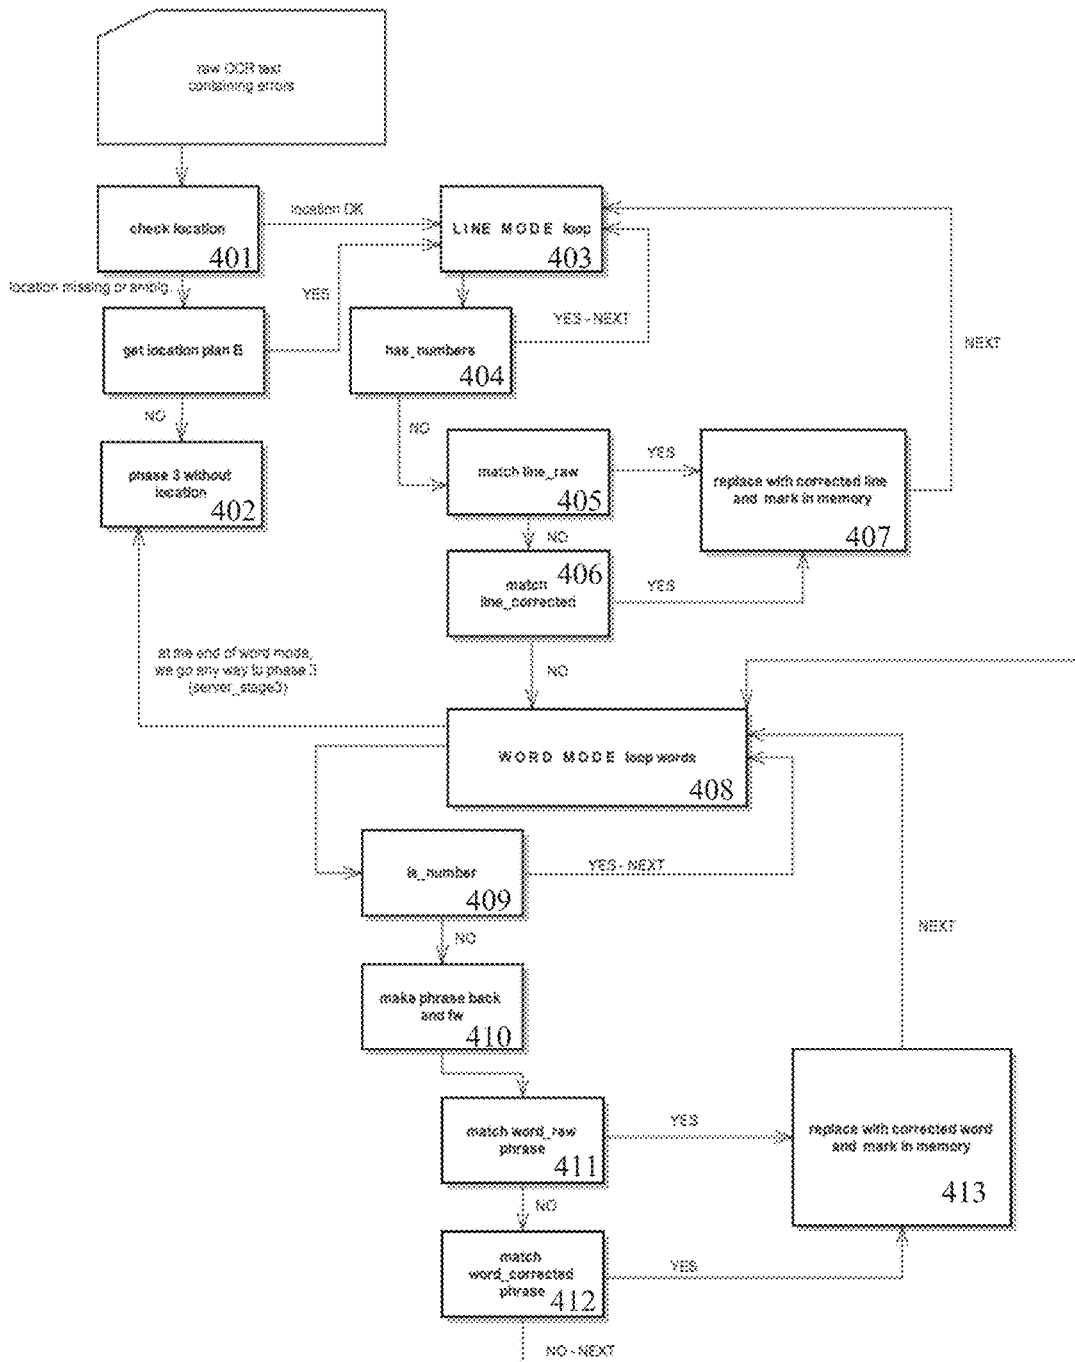 raw OCR text
containing errors
check location
401
location OK
LINE MODE loop
403
location missing or ambig.
YES
get location plan B
has_numbers
404
YES - NEXT
NEXT
NO
NO
phase 3 without
location
402
match line_raw
405
YES
replace with corrected line
and mark in memory
407
NO
406
match
line_corrected
YES
at the end of word mode,
we go any way to phase 3
(server_stage3)
NO
WORD MODE loop words
408
is_number
409
YES - NEXT
NO
NEXT
make phrase back
and fw
410
match word_raw
phrase
411
YES
replace with corrected word
and mark in memory
413
NO
match
word_corrected
phrase
412
YES
NO - NEXT